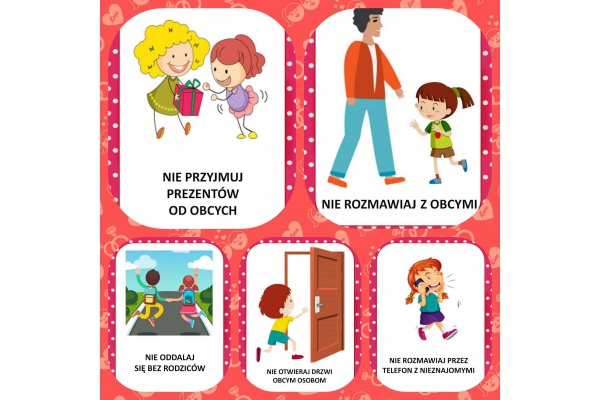 NIE PRZYJMUJ
PREZENTÓW
OD OBCYCH
NIE ROZMAWIAJ Z OBCYMI
NIE ODDALAJ
SIĘ BEZ RODZICÓW
NIE OTWIERAJ DRZWI
OBCYM OSOBOM
NIE ROZMAWIAJ PRZEZ
TELEFON Z NIEZNAJOMYMI